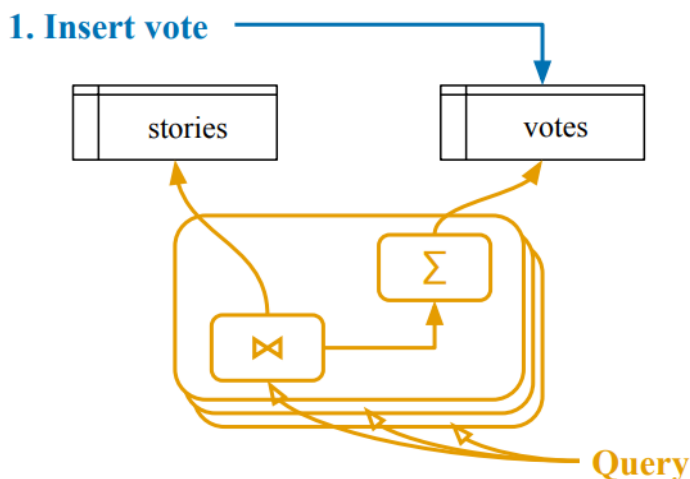 1. Insert vote
stories
votes
Σ
⋈
Query